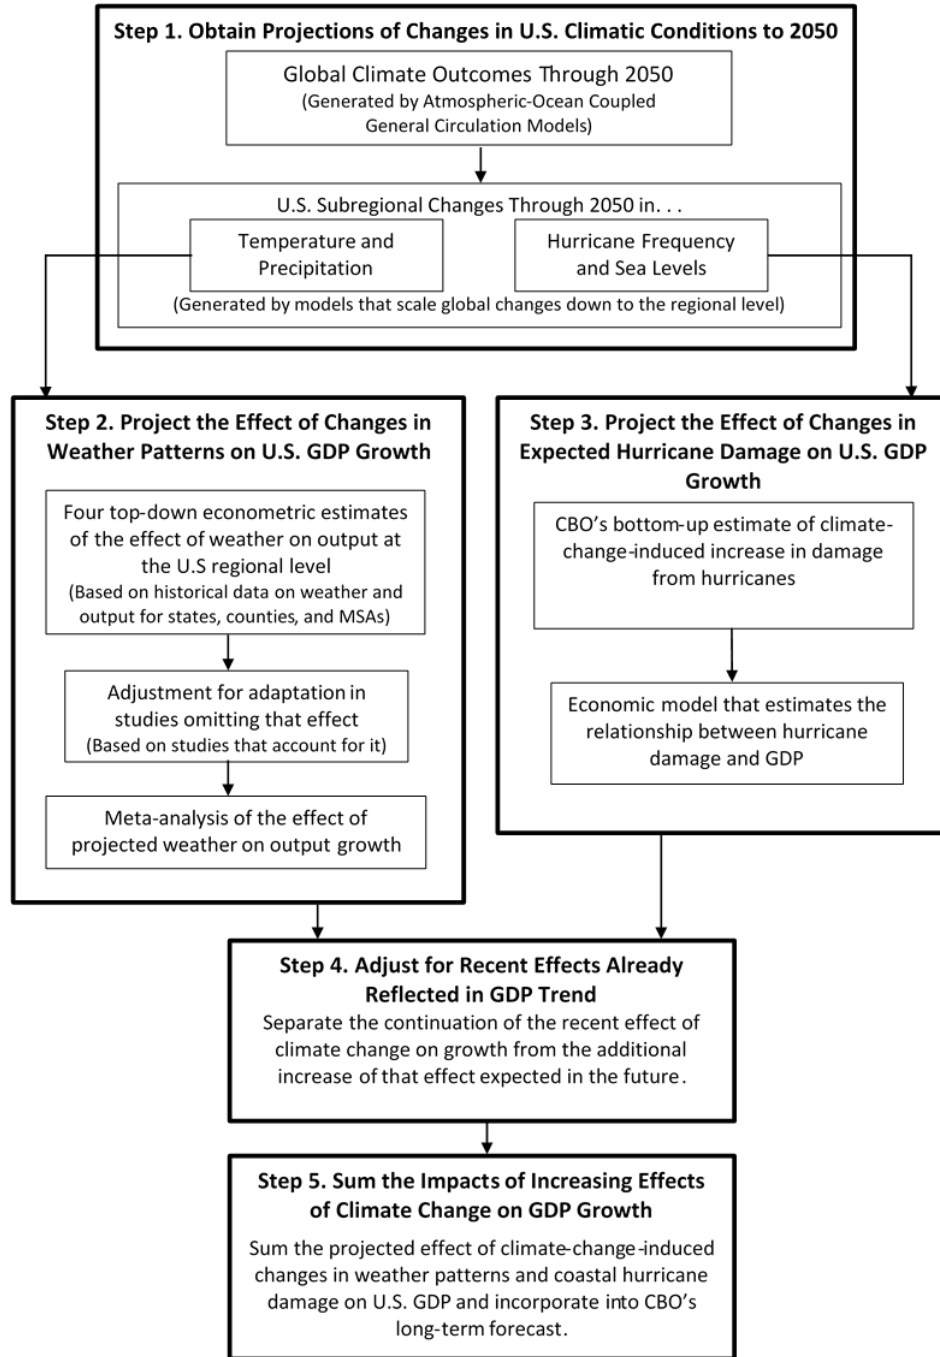 Step 1. Obtain Projections of Changes in U.S. Climatic Conditions to 2050
Global Climate Outcomes Through 2050
(Generated by Atmospheric-Ocean Coupled
General Circulation Models)
U.S. Subregional Changes Through 2050 in. . .
Temperature and
Precipitation
Hurricane Frequency
and Sea Levels
(Generated by models that scale global changes down to the regional level)
Step 2. Project the Effect of Changes in
Weather Patterns on U.S. GDP Growth
Four top-down econometric estimates
of the effect of weather on output at
the U.S regional level
(Based on historical data on weather and
output for states, counties, and MSAs)
Adjustment for adaptation in
studies omitting that effect
(Based on studies that account for it)
Meta-analysis of the effect of
projected weather on output growth
Step 3. Project the Effect of Changes in
Expected Hurricane Damage on U.S. GDP
Growth
CBO's bottom-up estimate of climate-
change-induced increase in damage
from hurricanes
Economic model that estimates the
relationship between hurricane
damage and GDP
Step 4. Adjust for Recent Effects Already
Reflected in GDP Trend
Separate the continuation of the recent effect of
climate change on growth from the additional
increase of that effect expected in the future.
Step 5. Sum the Impacts of Increasing Effects
of Climate Change on GDP Growth
Sum the projected effect of climate-change-induced
changes in weather patterns and coastal hurricane
damage on U.S. GDP and incorporate into CBO's
long-term forecast.